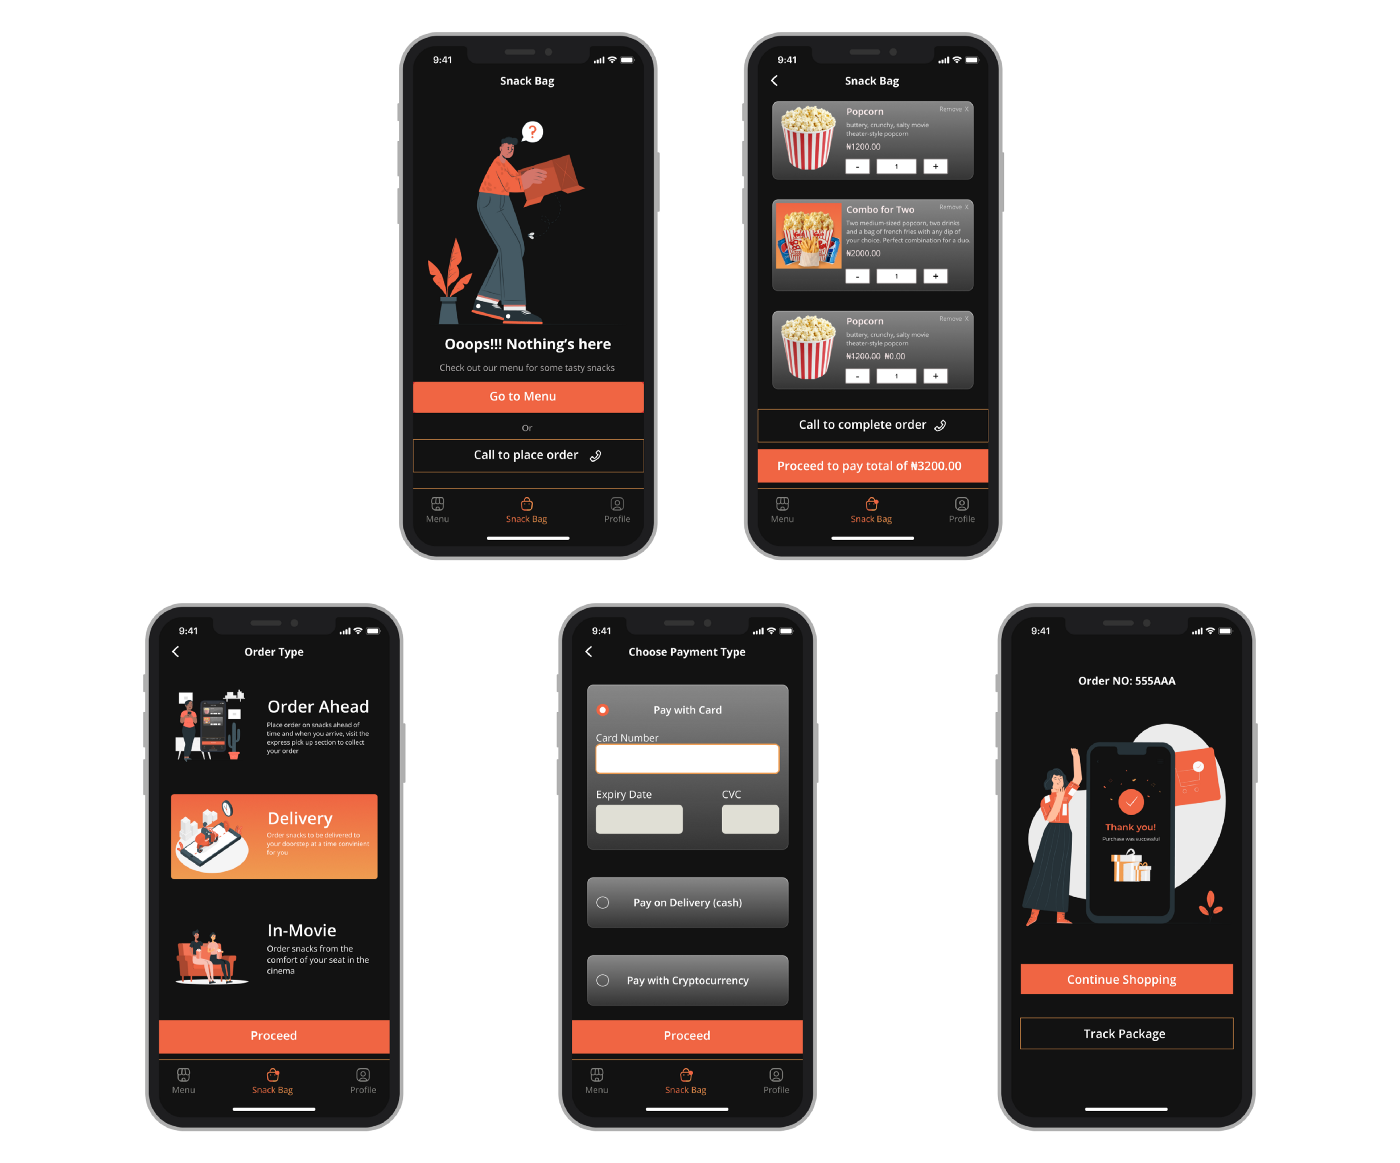 9:41
Snack Bag
?
Ooops!!! Nothing's here
Check out our menu for some tasty snacks
Go to Menu
Or
Call to place order
Menu
Snack Bag
Profile
9:41
Snack Bag
Popcorn
Remove X
buttery, crunchy, salty movie
theater-style popcorn
₦1200.00
-
1
+
Combo for Two
Remove X
Two medium-sized popcorn, two drinks
and a bag of french fries with any dip of
your choice. Perfect combination for a duo.
₦2000.00
-
1
+
Popcorn
Remove X
buttery, crunchy, salty movie
theater-style popcorn
₦1200.00 ₦0.00
-
1
+
Call to complete order
Proceed to pay total of ₦3200.00
Menu
Snack Bag
Profile
9:41
Order Type
Order Ahead
Place order on snacks ahead of
time and when you arrive, visit the
express pick up section to collect
your order
Delivery
Order snacks to be delivered to
your doorstep at a time convinient
for you
In-Movie
Order snacks from the
comfort of your seat in the
cinema
Proceed
Menu
Snack Bag
Profile
9:41
Choose Payment Type
Pay with Card
Card Number
Expiry Date
CVC
Pay on Delivery (cash)
Pay with Cryptocurrency
Proceed
Menu
Snack Bag
Profile
9:41
Order NO: 555AAA
Thank you!
Purchase was successful
Continue Shopping
Track Package